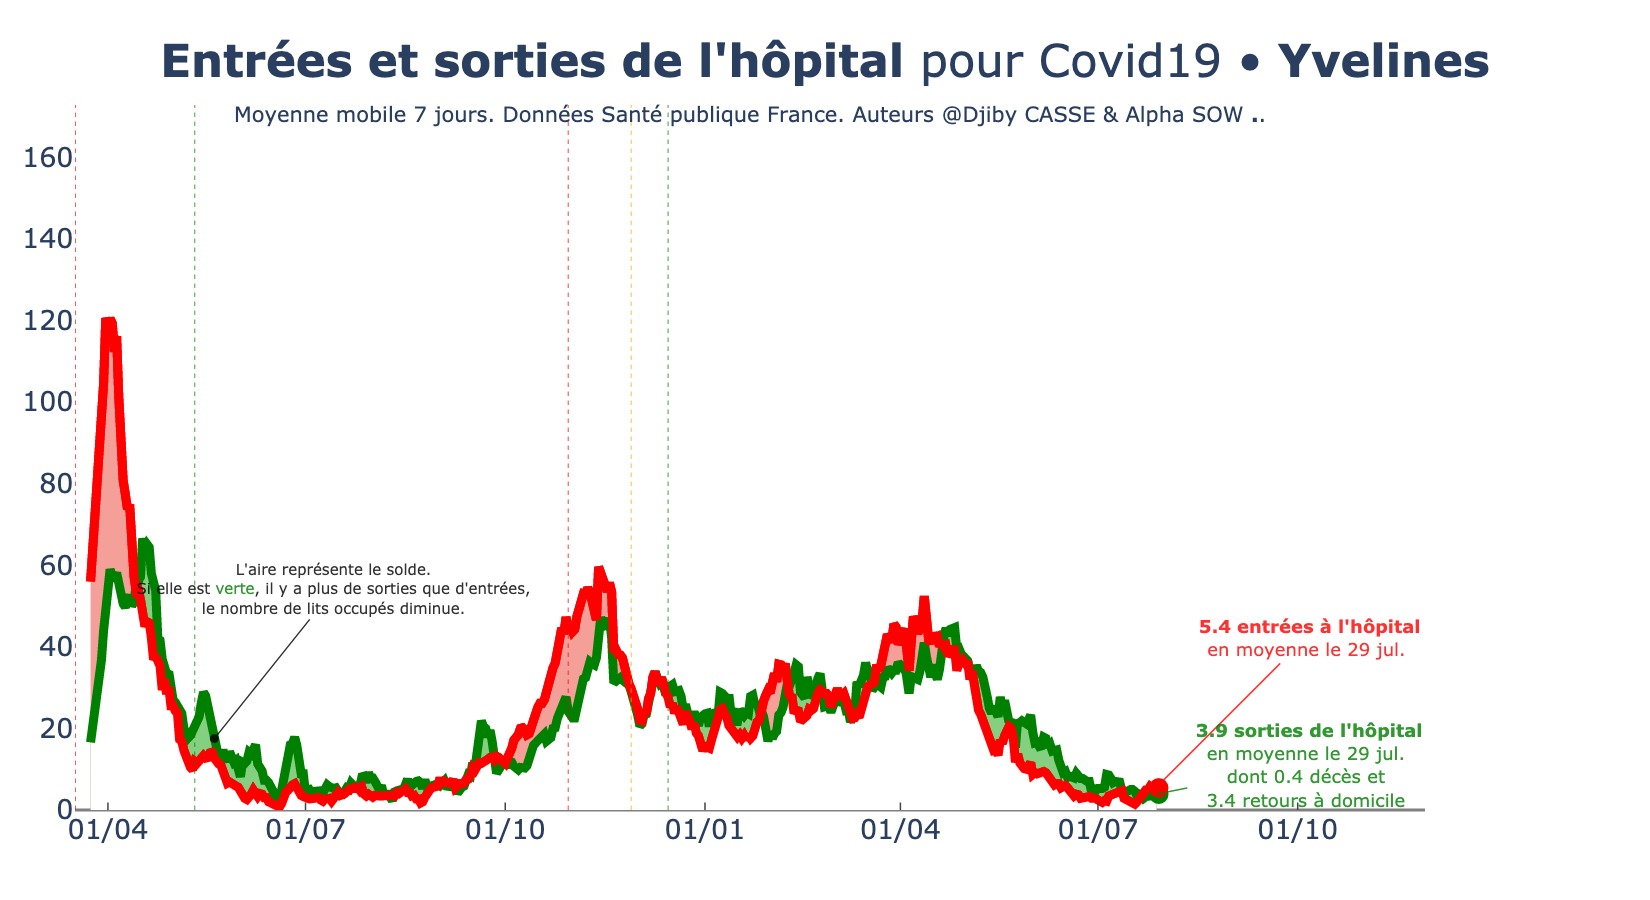 Entrées et sorties de l'hôpital pour Covid19 • Yvelines
Moyenne mobile 7 jours. Données Santé publique France. Auteurs @Djiby CASSE & Alpha SOW ..
160
140
120
100
80
60
40
20
0
L'aire représente le solde.
Si elle est verte, il y a plus de sorties que d'entrées,
le nombre de lits occupés diminue.
5.4 entrées à l'hôpital
en moyenne le 29 jul.
3.9 sorties de l'hôpital
en moyenne le 29 jul.
dont 0.4 décès et
3.4 retours à domicile
01/04 01/07 01/10 01/01 01/04 01/07 01/10